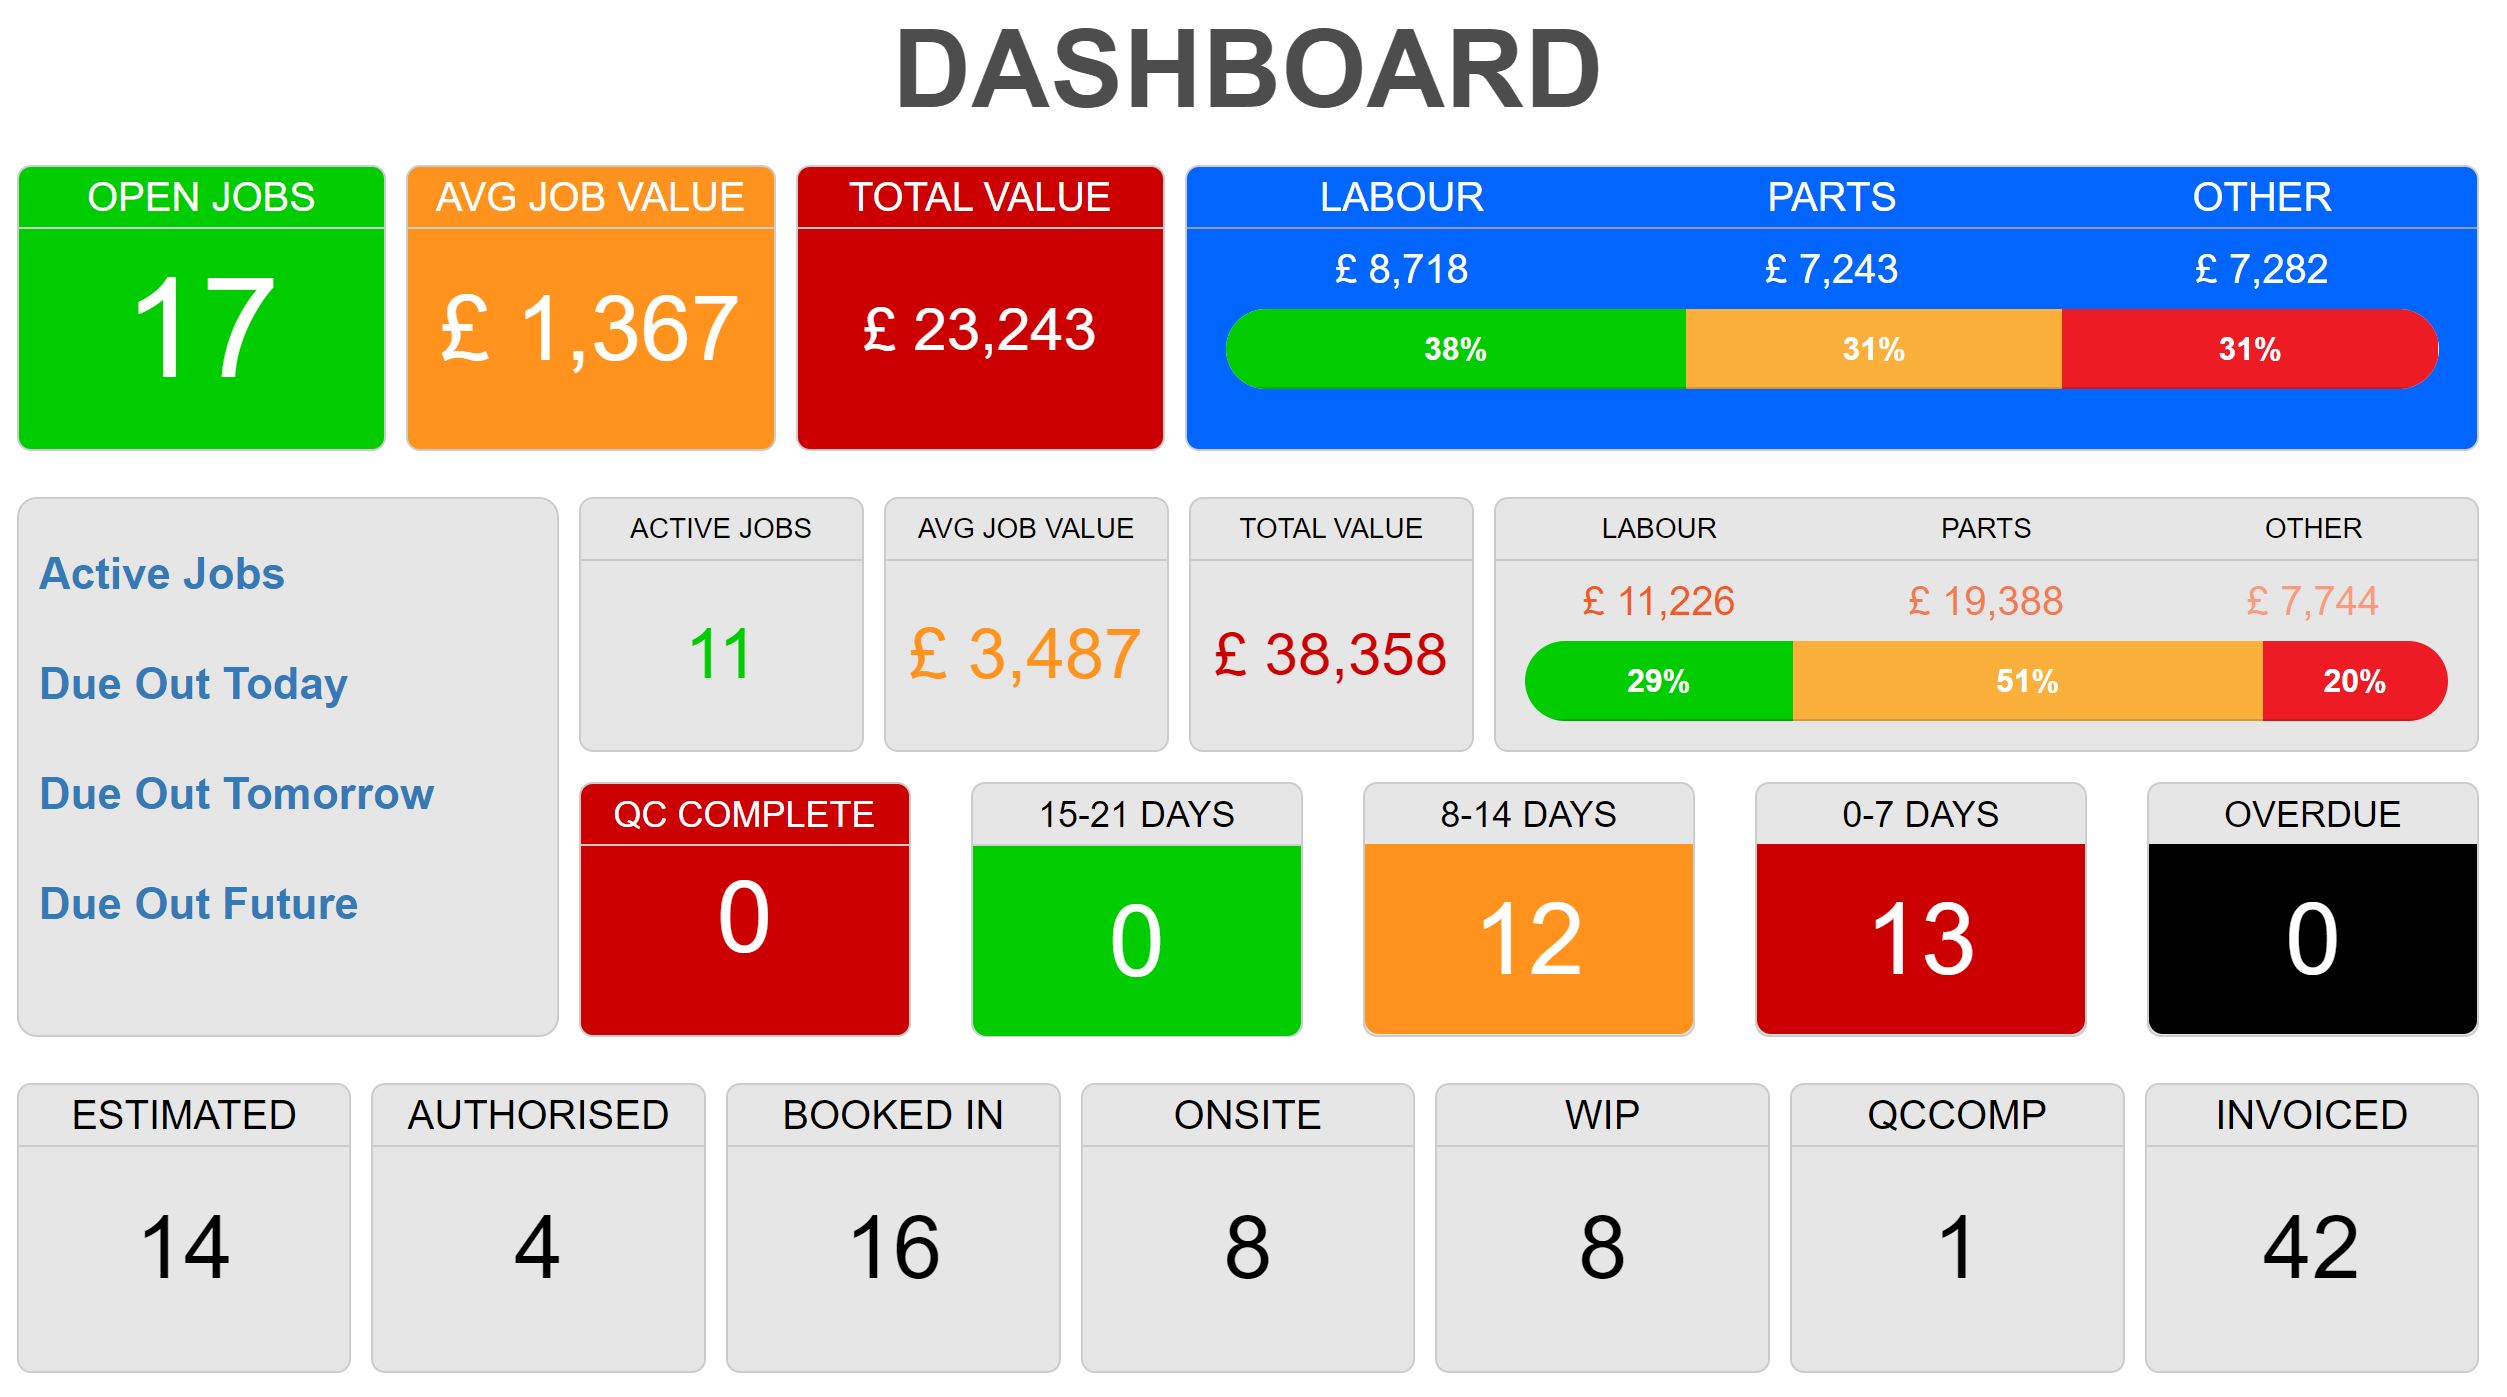 DASHBOARD
OPEN JOBS
17
AVG JOB VALUE
£ 1,367
TOTAL VALUE
£ 23,243
LABOUR PARTS OTHER
£ 8,718 £ 7,243 £ 7,282
38% 31% 31%
Active Jobs
Due Out Today
Due Out Tomorrow
Due Out Future
ACTIVE JOBS
11
AVG JOB VALUE
£ 3,487
TOTAL VALUE
£ 38,358
LABOUR PARTS OTHER
£ 11,226 £ 19,388 £ 7,744
29% 51% 20%
QC COMPLETE
0
15-21 DAYS
0
8-14 DAYS
12
0-7 DAYS
13
OVERDUE
0
ESTIMATED
14
AUTHORISED
4
BOOKED IN
16
ONSITE
8
WIP
8
QCCOMP
1
INVOICED
42